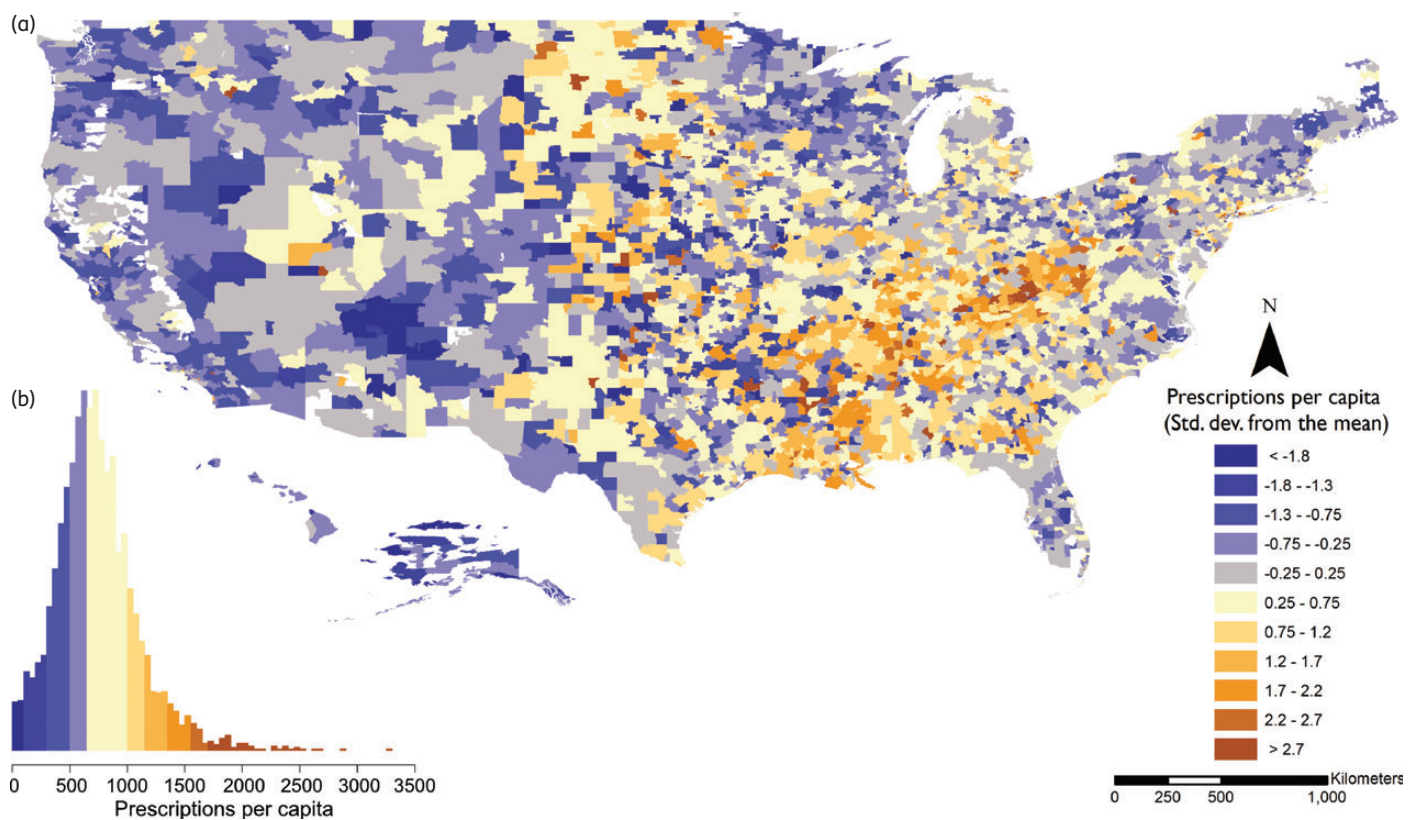 (a)
N
(b)
Prescriptions per capita
(Std. dev. from the mean)
< -1.8
-1.8 - -1.3
-1.3 - -0.75
-0.75 - -0.25
-0.25 - 0.25
0.25 - 0.75
0.75 - 1.2
1.2 - 1.7
1.7 - 2.2
2.2 - 2.7
> 2.7
Kilometers
0 250 500 1,000
0 500 1000 1500 2000 2500 3000 3500
Prescriptions per capita